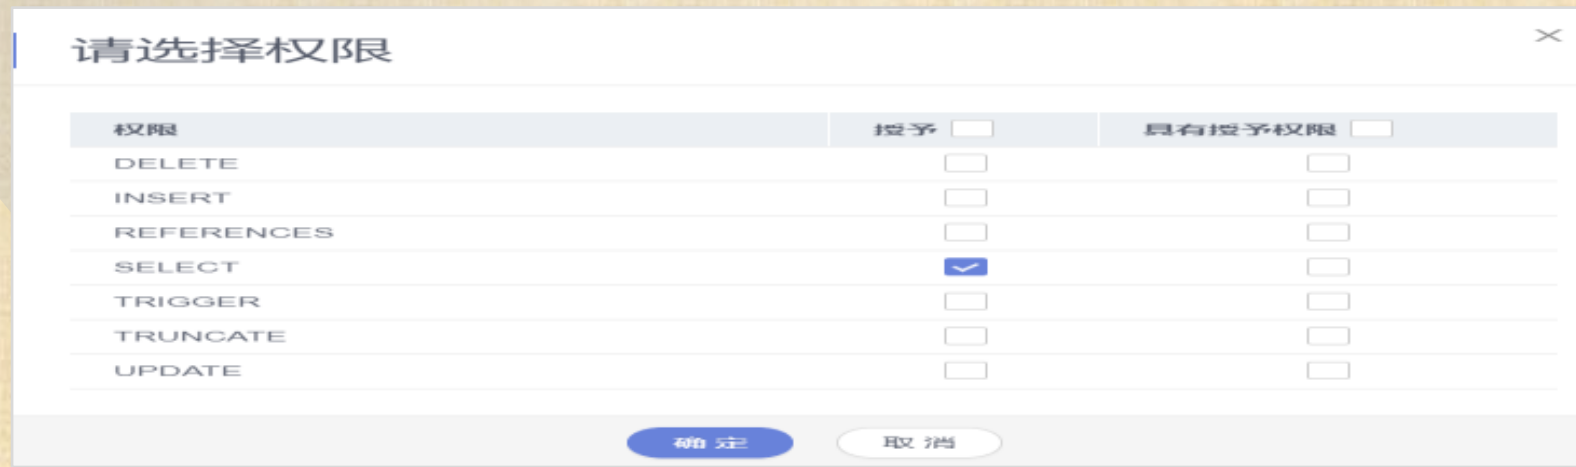 请选择权限
权限 授予 具有授予权限
DELETE
INSERT
REFERENCES
SELECT
TRIGGER
TRUNCATE
UPDATE
确定 取消